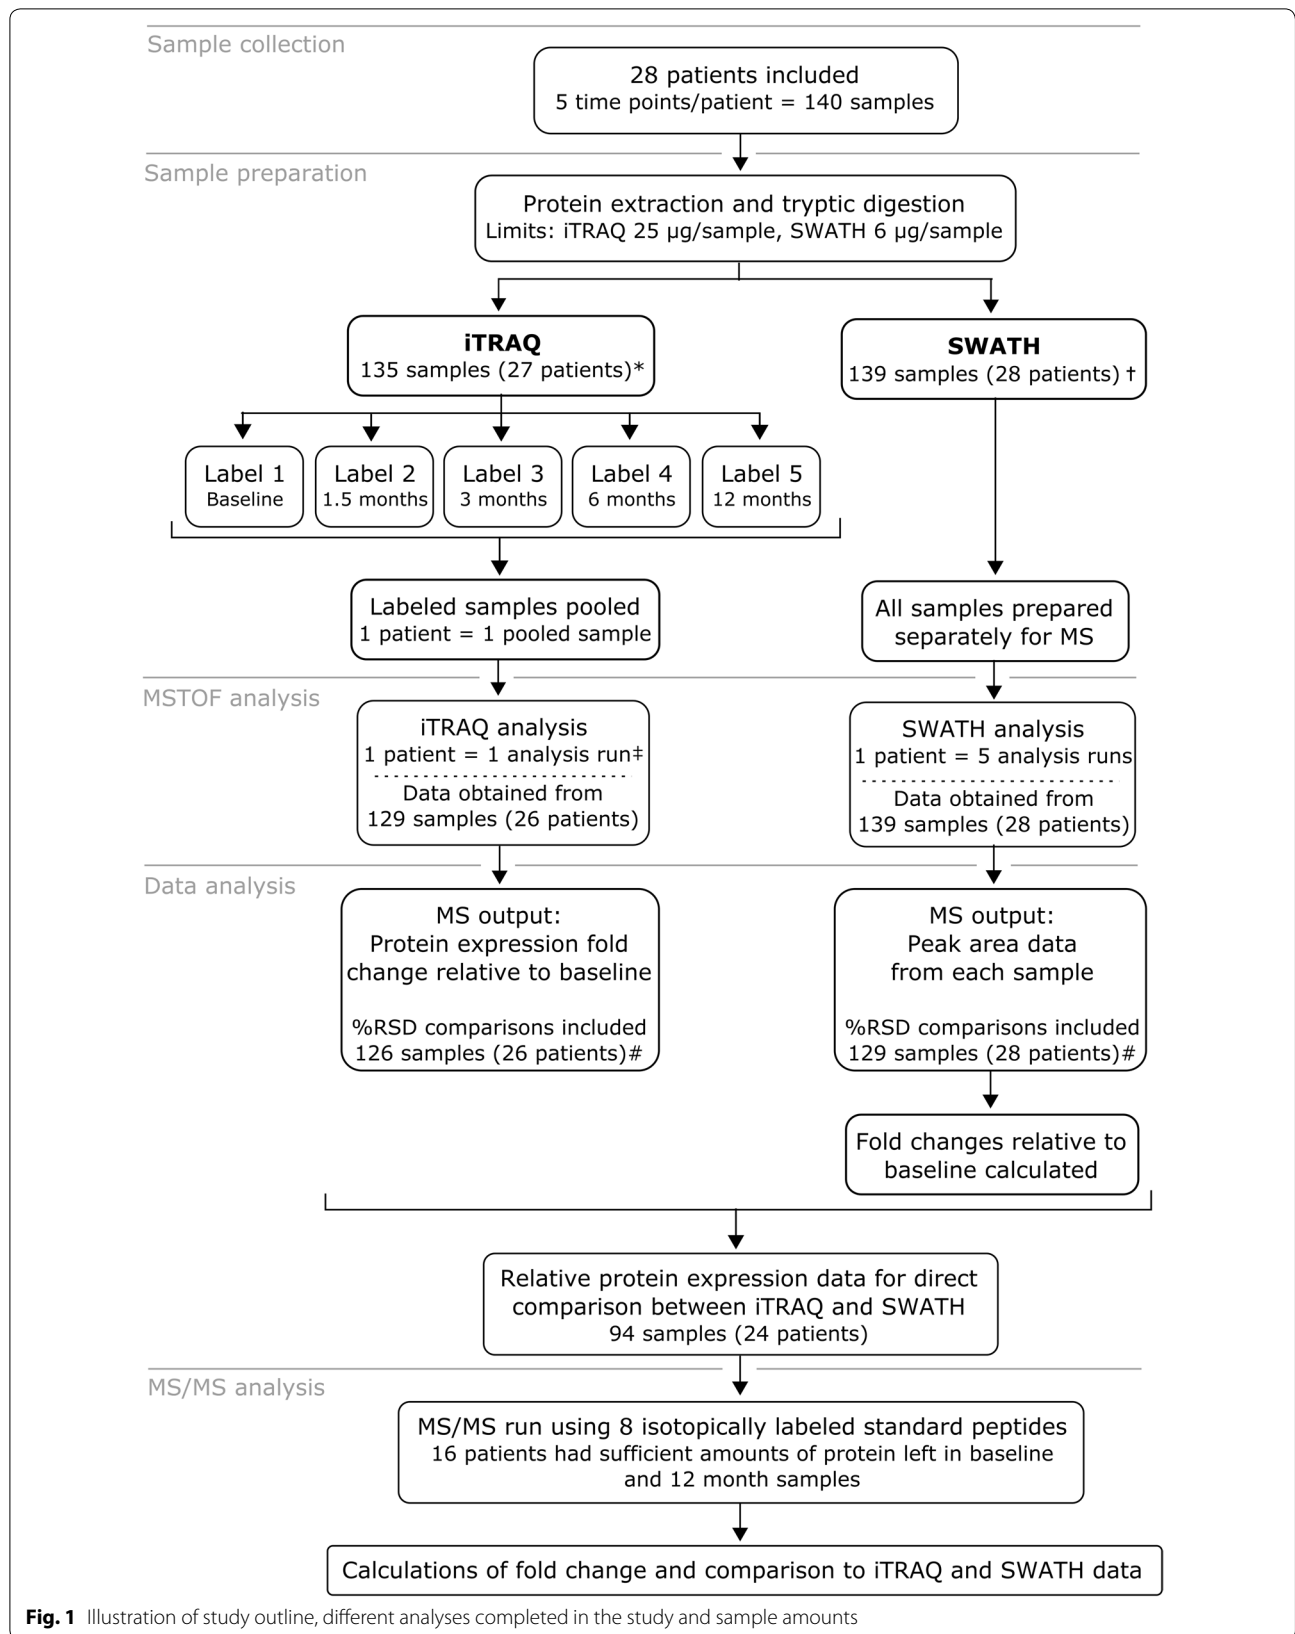 Sample collection
28 patients included
5 time points/patient = 140 samples
Sample preparation
Protein extraction and tryptic digestion
Limits: iTRAQ 25 µg/sample, SWATH 6 µg/sample
iTRAQ
135 samples (27 patients)*
SWATH
139 samples (28 patients) †
Label 1
Baseline
Label 2
1.5 months
Label 3
3 months
Label 4
6 months
Label 5
12 months
Labeled samples pooled
1 patient = 1 pooled sample
All samples prepared
separately for MS
MSTOF analysis
iTRAQ analysis
1 patient = 1 analysis run‡
Data obtained from
129 samples (26 patients)
SWATH analysis
1 patient = 5 analysis runs
Data obtained from
139 samples (28 patients)
Data analysis
MS output:
Protein expression fold
change relative to baseline
%RSD comparisons included
126 samples (26 patients)#
MS output:
Peak area data
from each sample
%RSD comparisons included
129 samples (28 patients)#
Fold changes relative to
baseline calculated
Relative protein expression data for direct
comparison between iTRAQ and SWATH
94 samples (24 patients)
MS/MS analysis
MS/MS run using 8 isotopically labeled standard peptides
16 patients had sufficient amounts of protein left in baseline
and 12 month samples
Calculations of fold change and comparison to iTRAQ and SWATH data
Fig. 1 Illustration of study outline, different analyses completed in the study and sample amounts